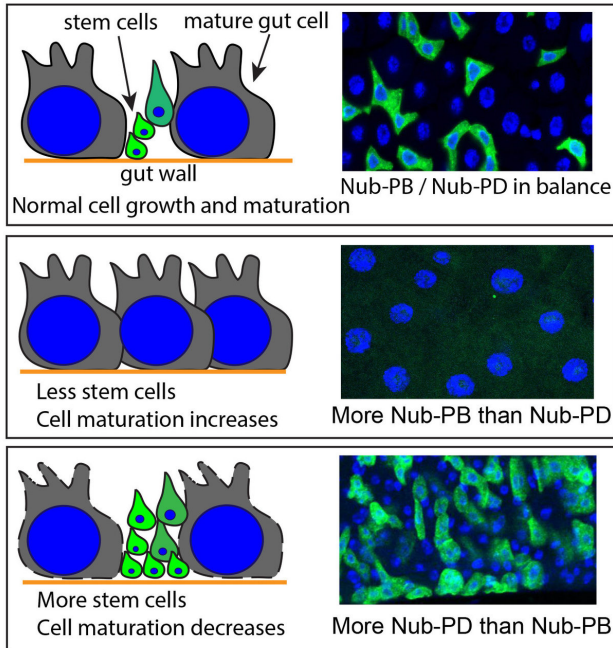 stem cells
mature gut cell
gut wall
Normal cell growth and maturation
Nub-PB / Nub-PD in balance
Less stem cells
Cell maturation increases
More Nub-PB than Nub-PD
More stem cells
Cell maturation decreases
More Nub-PD than Nub-PB